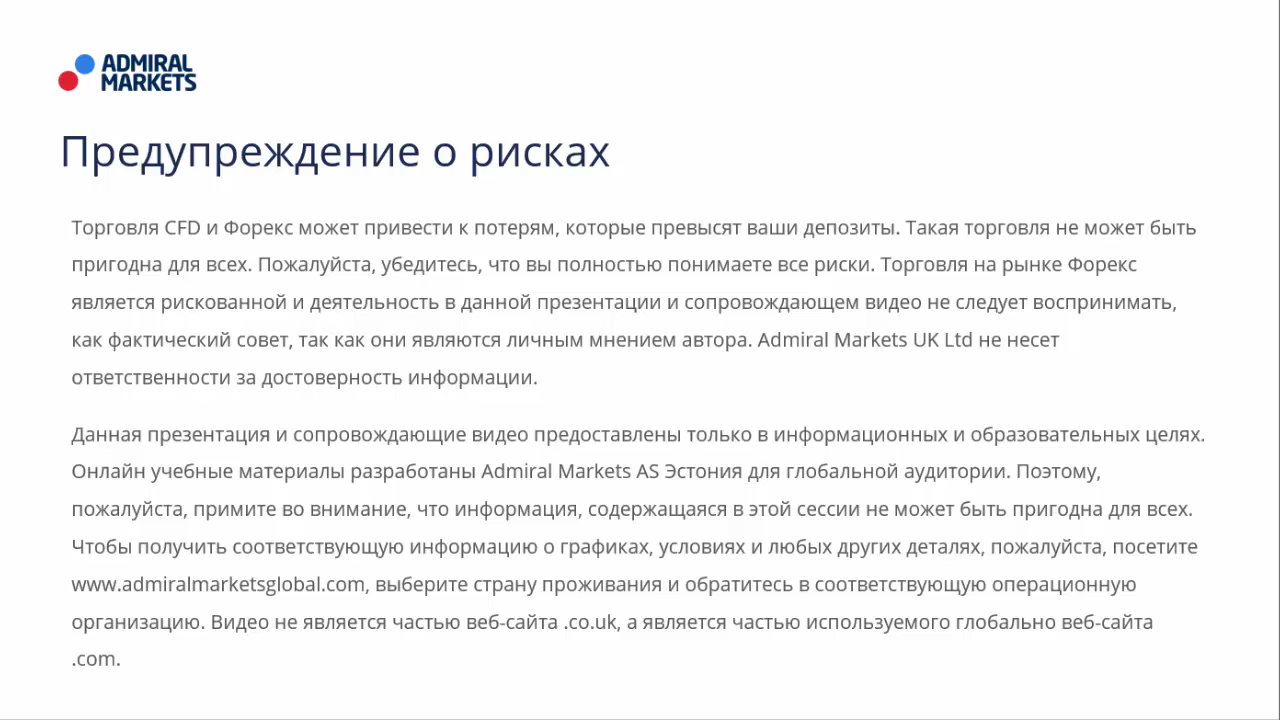 ADMIRAL
MARKETS
Предупреждение о рисках
Торговля CFD и Форекс может привести к потерям, которые превысят ваши депозиты. Такая торговля не может быть
пригодна для всех. Пожалуйста, убедитесь, что вы полностью понимаете все риски. Торговля на рынке Форекс
является рискованной и деятельность в данной презентации и сопровождающем видео не следует воспринимать,
как фактический совет, так как они являются личным мнением автора. Admiral Markets UK Ltd не несет
ответственности за достоверность информации.
Данная презентация и сопровождающие видео предоставлены только в информационных и образовательных целях.
Онлайн учебные материалы разработаны Admiral Markets AS Эстония для глобальной аудитории. Поэтому,
пожалуйста, примите во внимание, что информация, содержащаяся в этой сессии не может быть пригодна для всех.
Чтобы получить соответствующую информацию о графиках, условиях и любых других деталях, пожалуйста, посетите
www.admiralmarketsglobal.com, выберите страну проживания и обратитесь в соответствующую операционную
организацию. Видео не является частью веб-сайта .co.uk, а является частью используемого глобально веб-сайта
.com.